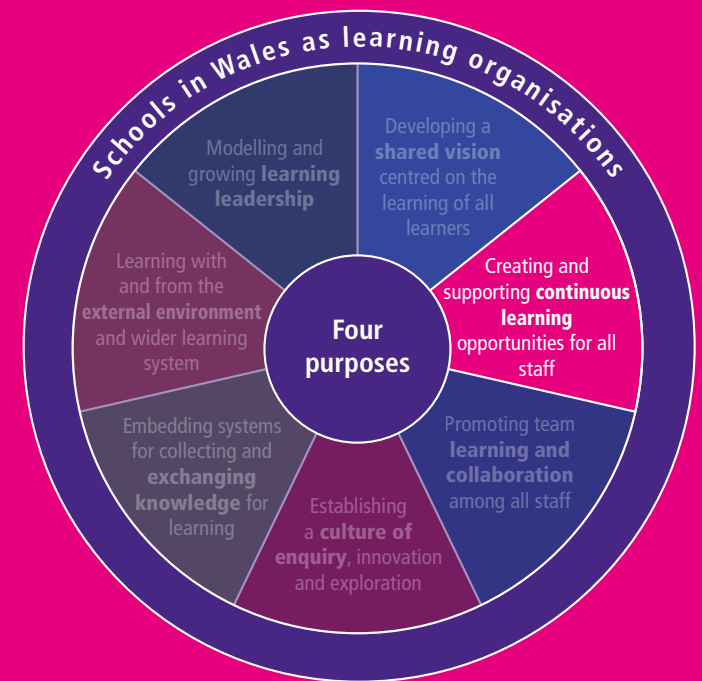 Schools in Wales as learning organisations
Developing a
shared vision
centred on the
learning of all
learners
Creating and
supporting continuous
learning
opportunities for all
staff
Promoting team
learning and
collaboration
among all staff
Establishing
a culture of
enquiry, innovation
and exploration
Embedding systems
for collecting and
exchanging
knowledge for
learning
Learning with
and from the
external environment
and wider learning
system
Modelling and
growing learning
leadership
Four
purposes